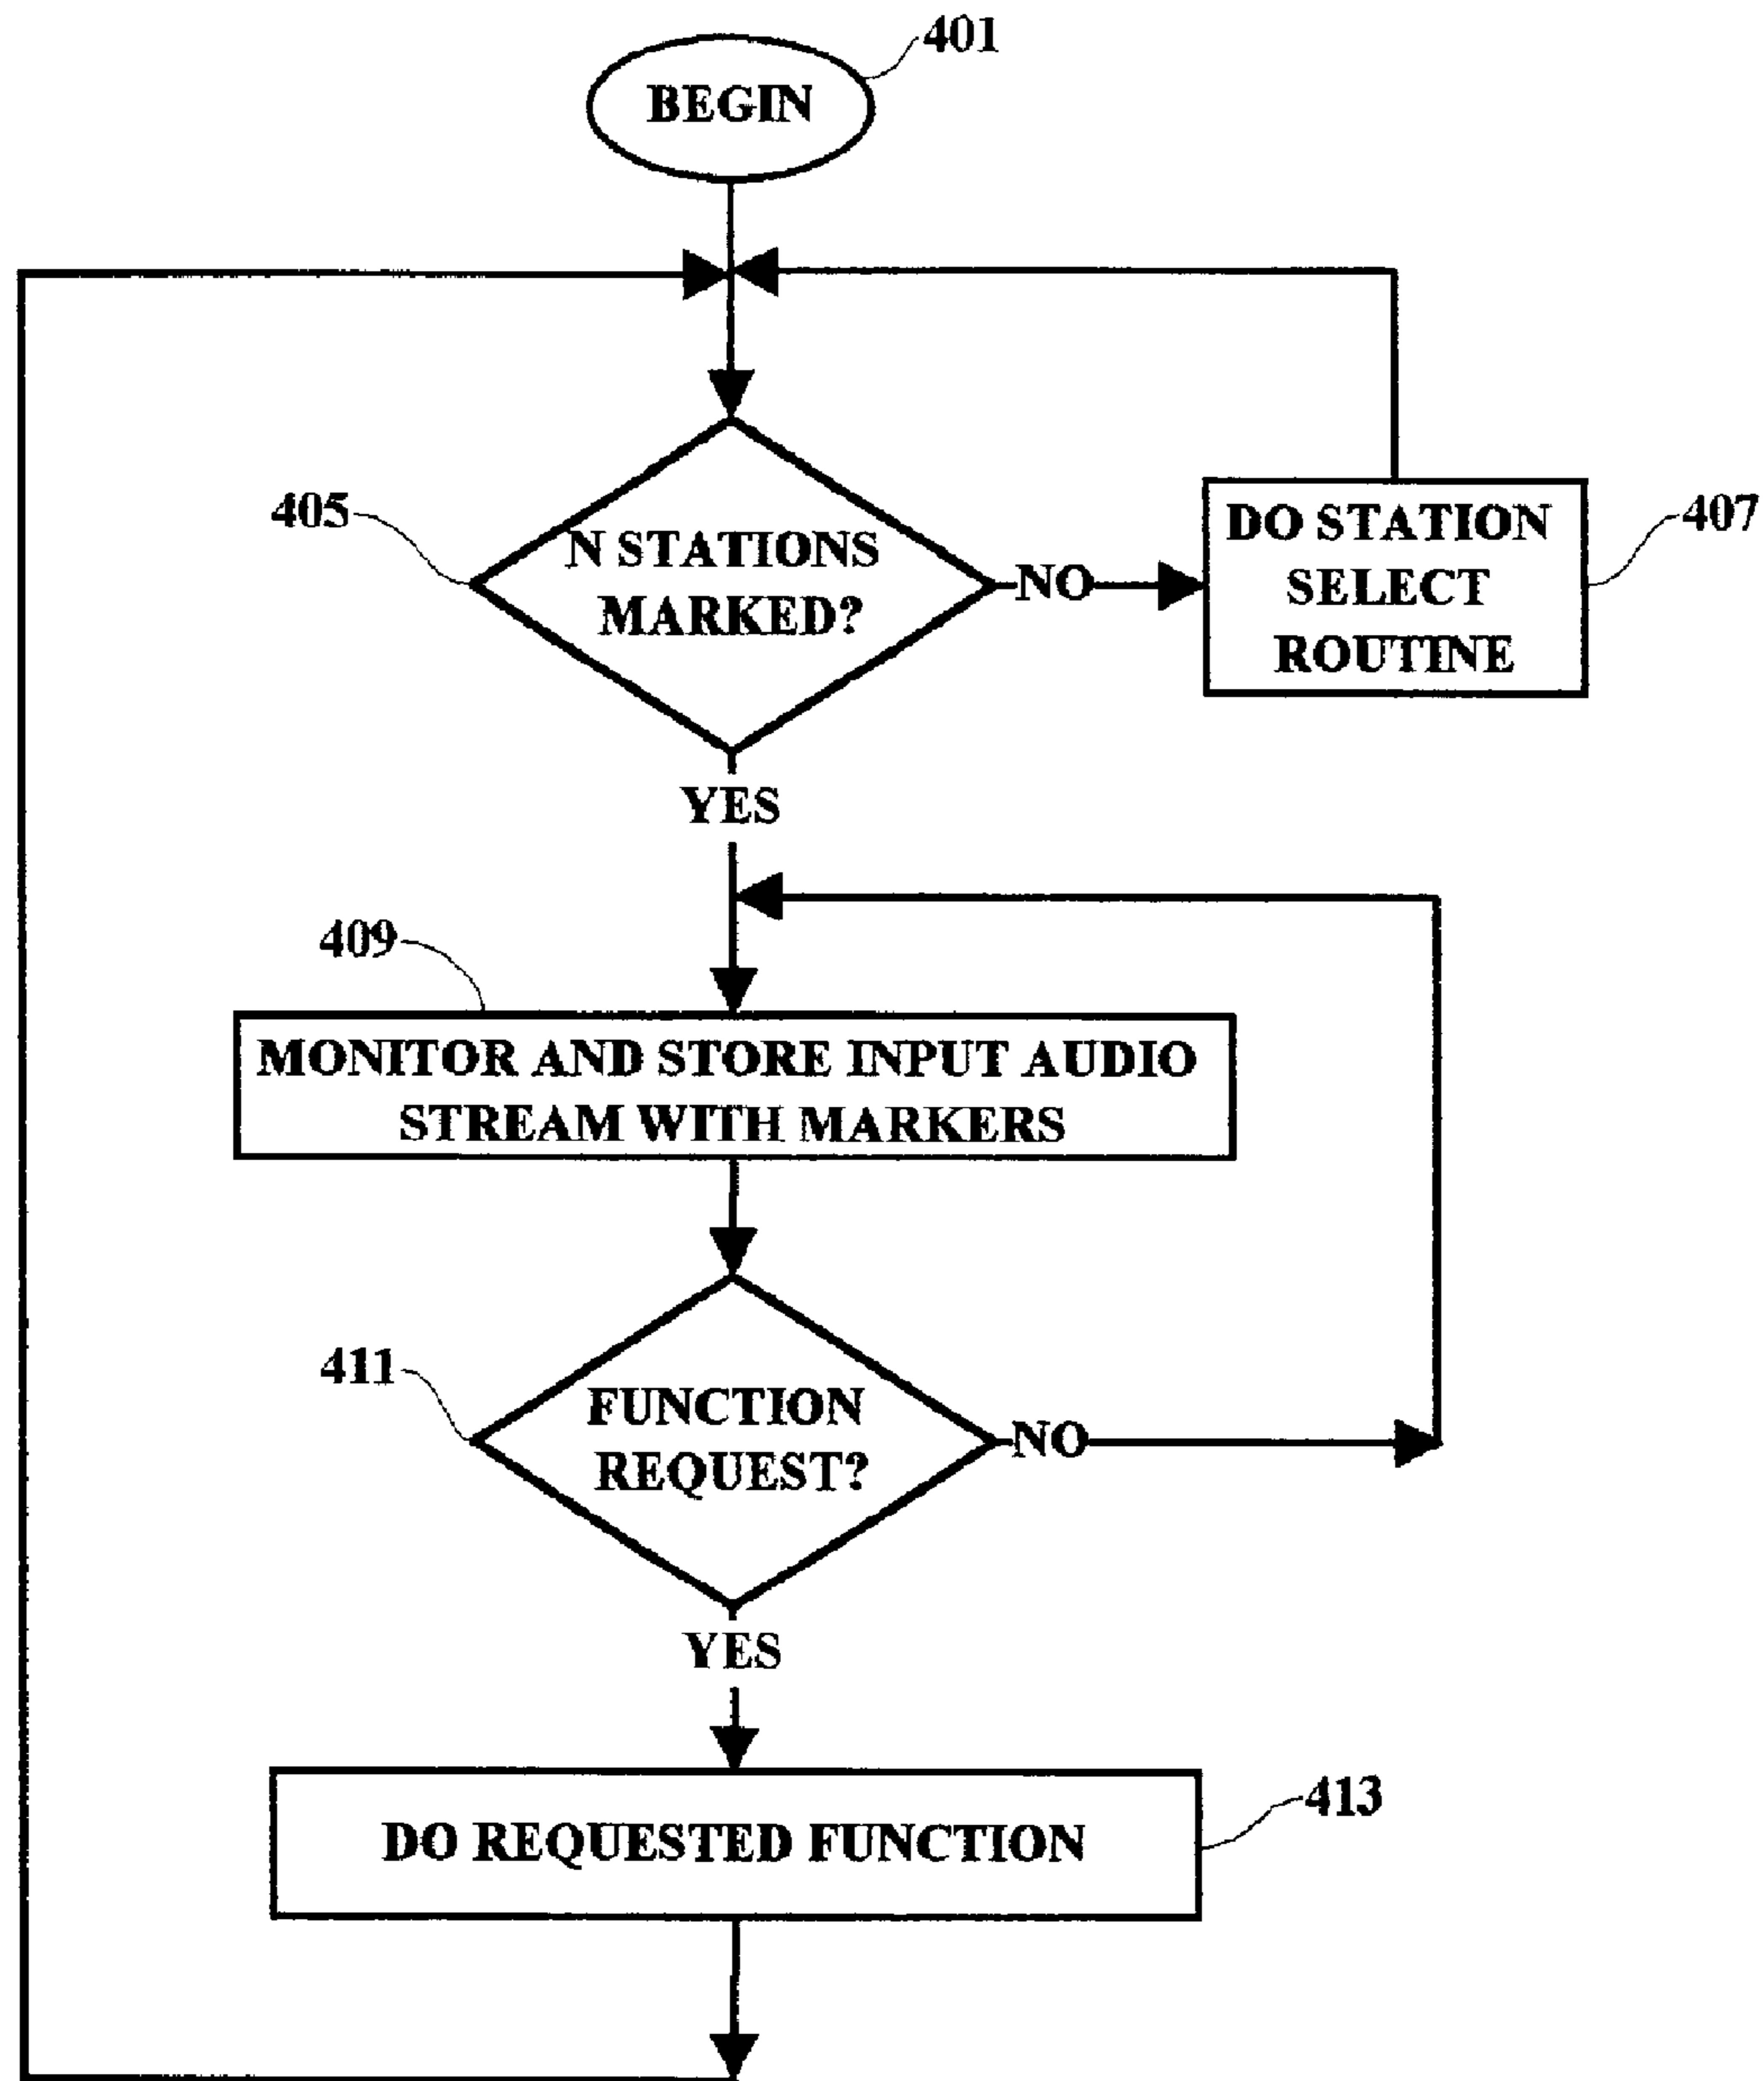 401
BEGIN
405
N STATIONS
MARKED?
NO
DO STATION
SELECT
ROUTINE
407
YES
409
MONITOR AND STORE INPUT AUDIO
STREAM WITH MARKERS
411
FUNCTION
REQUEST?
NO
YES
DO REQUESTED FUNCTION
413